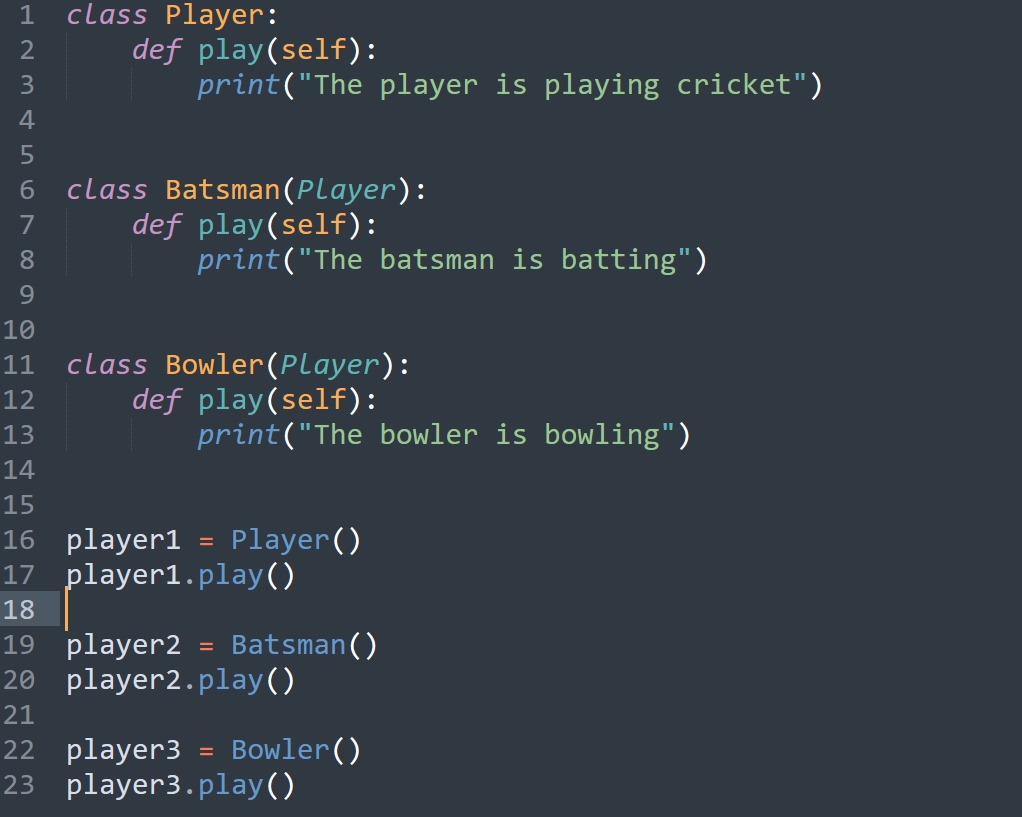 1 class Player:
2     def play(self):
3         print("The player is playing cricket")
4
5
6 class Batsman(Player):
7     def play(self):
8         print("The batsman is batting")
9
10
11 class Bowler(Player):
12     def play(self):
13         print("The bowler is bowling")
14
15
16 player1 = Player()
17 player1.play()
18
19 player2 = Batsman()
20 player2.play()
21
22 player3 = Bowler()
23 player3.play()